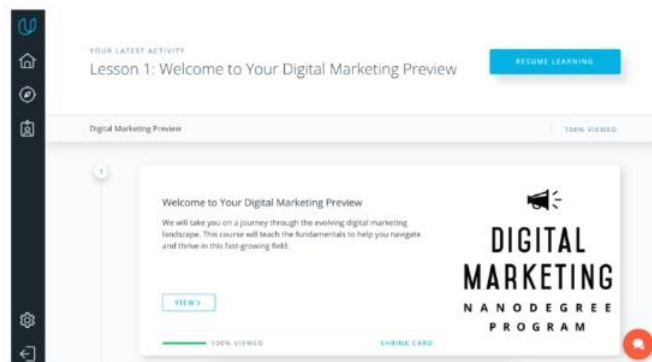 YOUR LATEST ACTIVITY
Lesson 1: Welcome to Your Digital Marketing Preview
RESUME LEARNING
Digital Marketing Preview
100% VIEWED
1
Welcome to Your Digital Marketing Preview
We will take you on a journey through the evolving digital marketing
landscape. This course will teach the fundamentals to help you navigate
and thrive in this fast-growing field.
VIEW >
100% VIEWED
SHRINK CARD
DIGITAL
MARKETING
NANODEGREE
PROGRAM